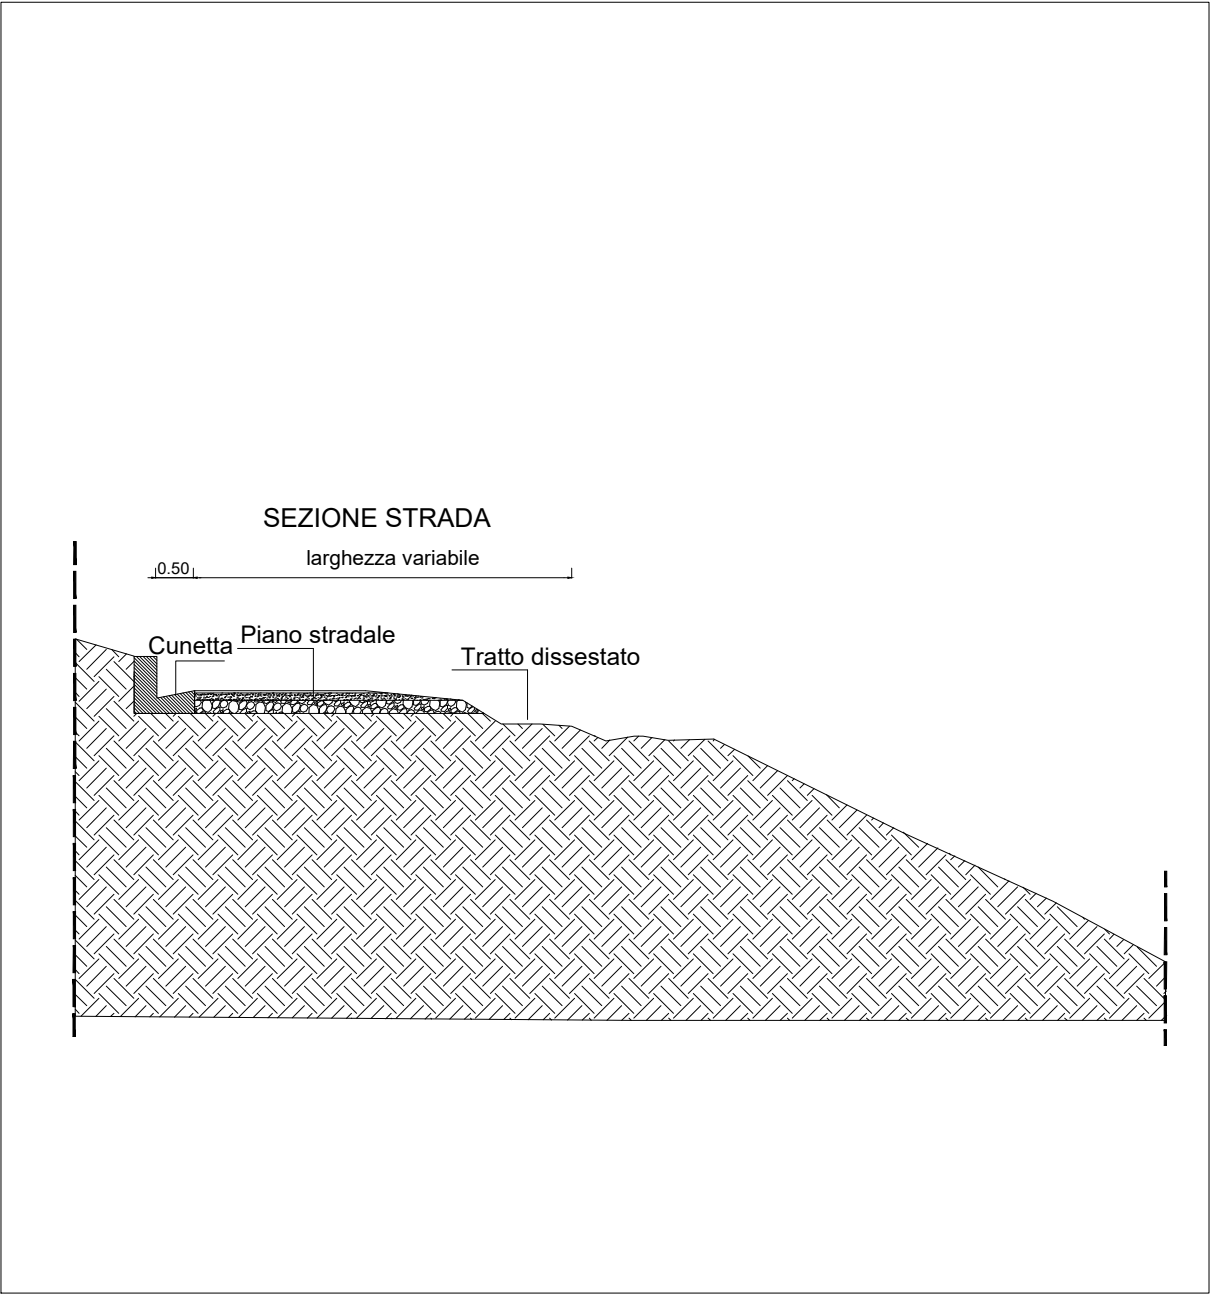 SEZIONE STRADA
larghezza variabile
0.50
Piano stradale
Cunetta
Tratto dissestato